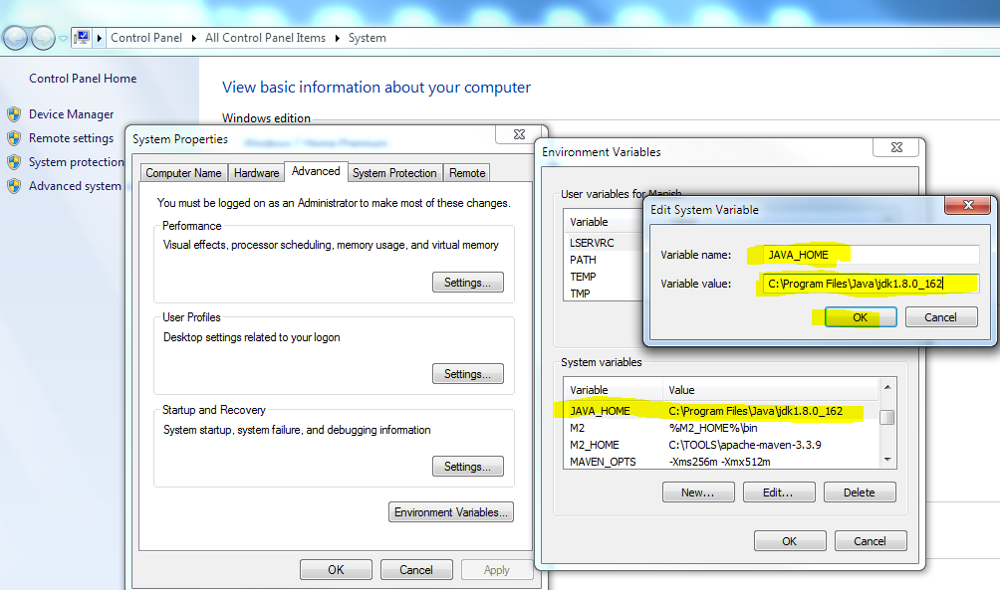 Control Panel ▸ All Control Panel Items ▸ System
Control Panel Home
Device Manager
Remote settings
System protection
Advanced system
View basic information about your computer
Windows edition
System Properties
Computer Name Hardware Advanced System Protection Remote
You must be logged on as an Administrator to make most of these changes.
Performance
Visual effects, processor scheduling, memory usage, and virtual memory
Settings...
User Profiles
Desktop settings related to your logon
Settings...
Startup and Recovery
System startup, system failure, and debugging information
Settings...
Environment Variables...
OK Cancel Apply
Environment Variables
User variables for Manish
Variable
LSERVRC
PATH
TEMP
TMP
Edit System Variable
Variable name: JAVA_HOME
Variable value: C:\Program Files\Java\jdk1.8.0_162
OK Cancel
System variables
Variable Value
JAVA_HOME C:\Program Files\Java\jdk1.8.0_162
M2 %M2_HOME%\bin
M2_HOME C:\TOOLS\apache-maven-3.3.9
MAVEN_OPTS -Xms256m -Xmx512m
New... Edit... Delete
OK Cancel